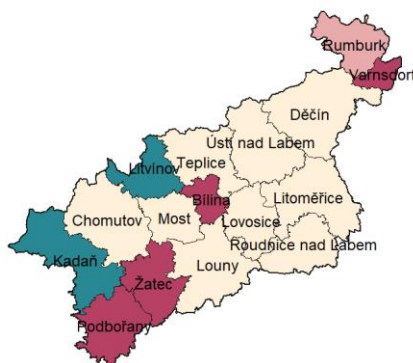 Rumburk
Varnsdorf
Děčín
Ústí nad Labem
Litvínov
Teplice
Bílina
Litoměřice
Chomutov
Most
Lovosice
Roudnice nad Labem
Kadaň
Žatec
Louny
Podbořany